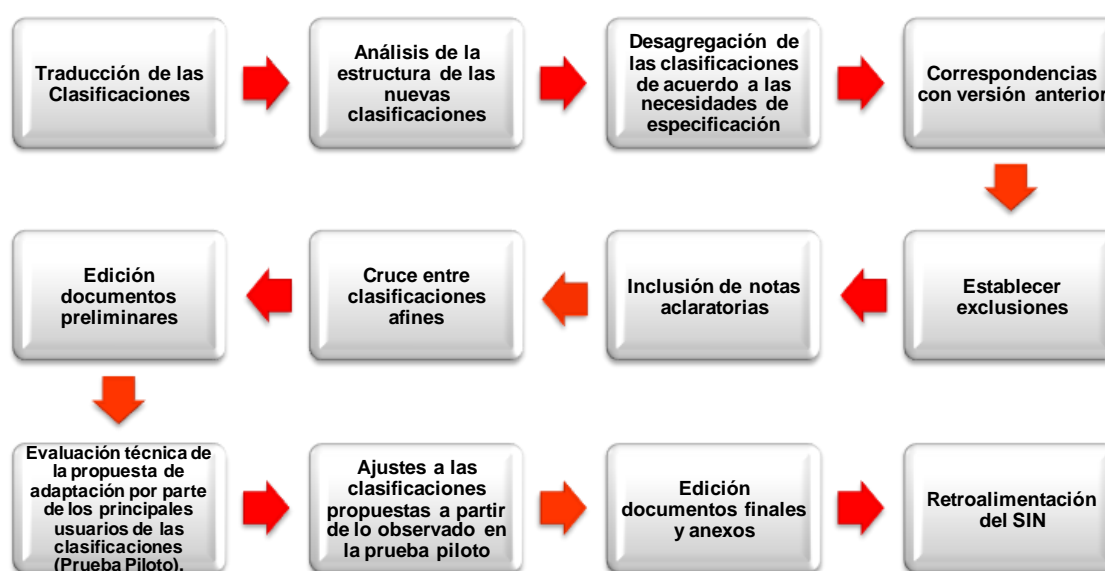 Traducción de las
Clasificaciones
Análisis de la
estructura de las
nuevas
clasificaciones
Desagregación de
las clasificaciones
de acuerdo a las
necesidades de
especificación
Correspondencias
con versión anterior
Establecer
exclusiones
Inclusión de notas
aclaratorias
Cruce entre
clasificaciones
afines
Edición
documentos
preliminares
Evaluación técnica de
la propuesta de
adaptación por parte
de los principales
usuarios de las
clasificaciones
(Prueba Piloto).
Ajustes a las
clasificaciones
propuestas a partir
de lo observado en
la prueba piloto
Edición
documentos finales
y anexos
Retroalimentación
del SIN